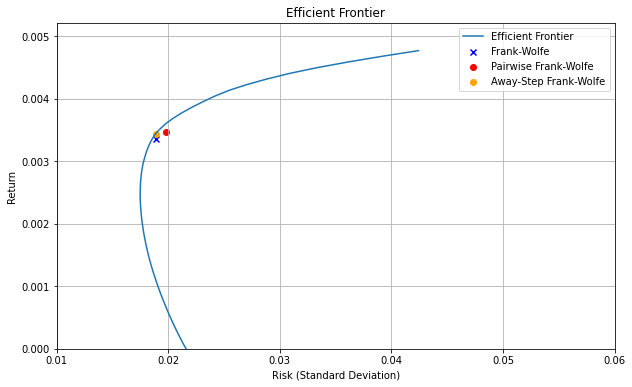 Efficient Frontier
Efficient Frontier
Frank-Wolfe
Pairwise Frank-Wolfe
Away-Step Frank-Wolfe
Return
0.005
0.004
0.003
0.002
0.001
0.000
0.01 0.02 0.03 0.04 0.05 0.06
Risk (Standard Deviation)